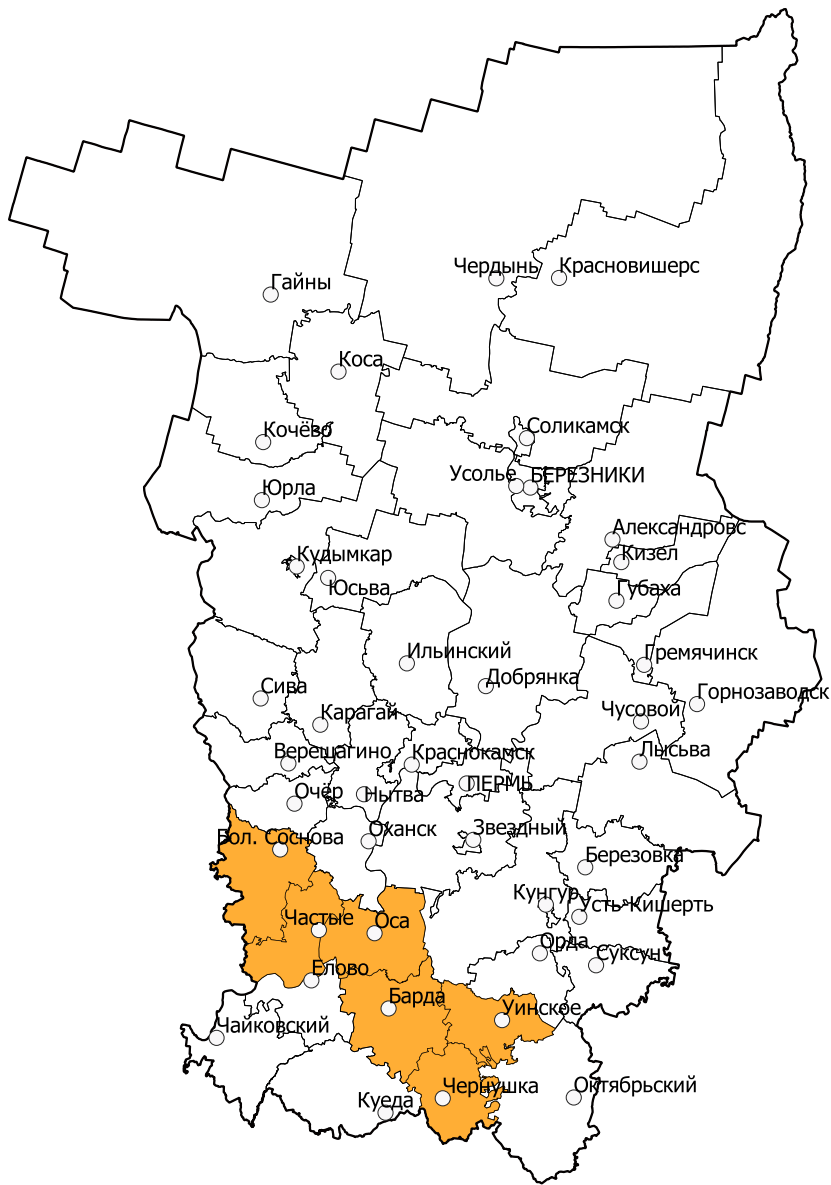 Чердынь
Красновишерс
Гайны
Коса
Кочёво
Соликамск
Усолье
БЕРЕЗНИКИ
Юрла
Александровс
Кизел
Кудымкар
Юсьва
Губаха
Ильинский
Гремячинск
Добрянка
Сива
Горнозаводск
Карагай
Чусовой
Верещагино
Краснокамск
Лысьва
Очёр
Нытва
ПЕРМЬ
Бол. Соснова
Оханск
Звездный
Березовка
Кунгур
Усть-Кишерть
Частые
Оса
Орда
Суксун
Елово
Барда
Уинское
Чайковский
Куеда
Чернушка
Октябрьский